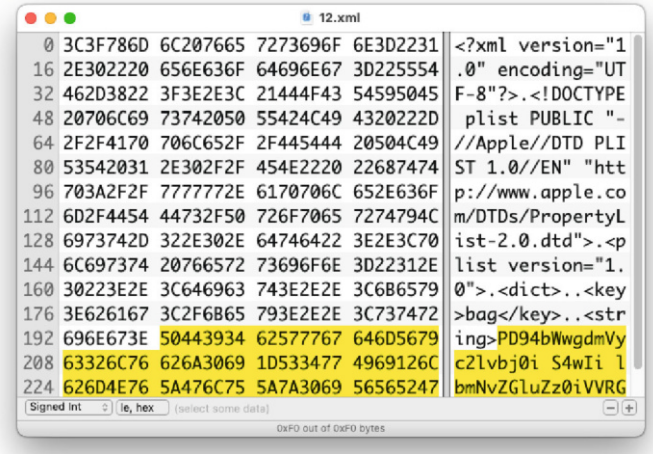 12.xml
0 3C3F786D 6C207665 7273696F 6E3D2231 <?xml version="1
16 2E302220 656E636F 64696E67 3D225554 .0" encoding="UT
32 462D3822 3F3E2E3C 21444F43 54595045 F-8"?>.<!DOCTYPE
48 20706C69 73742050 55424C49 4320222D plist PUBLIC "-
64 2F2F4170 706C652F 2F445444 20504C49 //Apple//DTD PLI
80 53542031 2E302F2F 454E2220 22687474 ST 1.0//EN" "htt
96 703A2F2F 7777772E 6170706C 652E636F p://www.apple.co
112 6D2F4454 44732F50 726F7065 7274794C m/DTDs/PropertyL
128 6973742D 322E302E 64746422 3E2E3C70 ist-2.0.dtd">.<p
144 6C697374 20766572 73696F6E 3D22312E list version="1.
160 30223E2E 3C646963 743E2E2E 3C6B6579 0">.<dict>..<key
176 3E626167 3C2F6B65 793E2E2E 3C737472 >bag</key>..<str
192 696E673E 50443934 62577767 646D5679 ing>PD94bWwgdmVy
208 63326C76 626A3069 1D533477 4969126C c2lvbj0i S4wIi l
224 626D4E76 5A476C75 5A7A3069 56565247 bmNvZGluZz0iVVRG
Signed Int le, hex (select some data) − +
0xF0 out of 0xF0 bytes